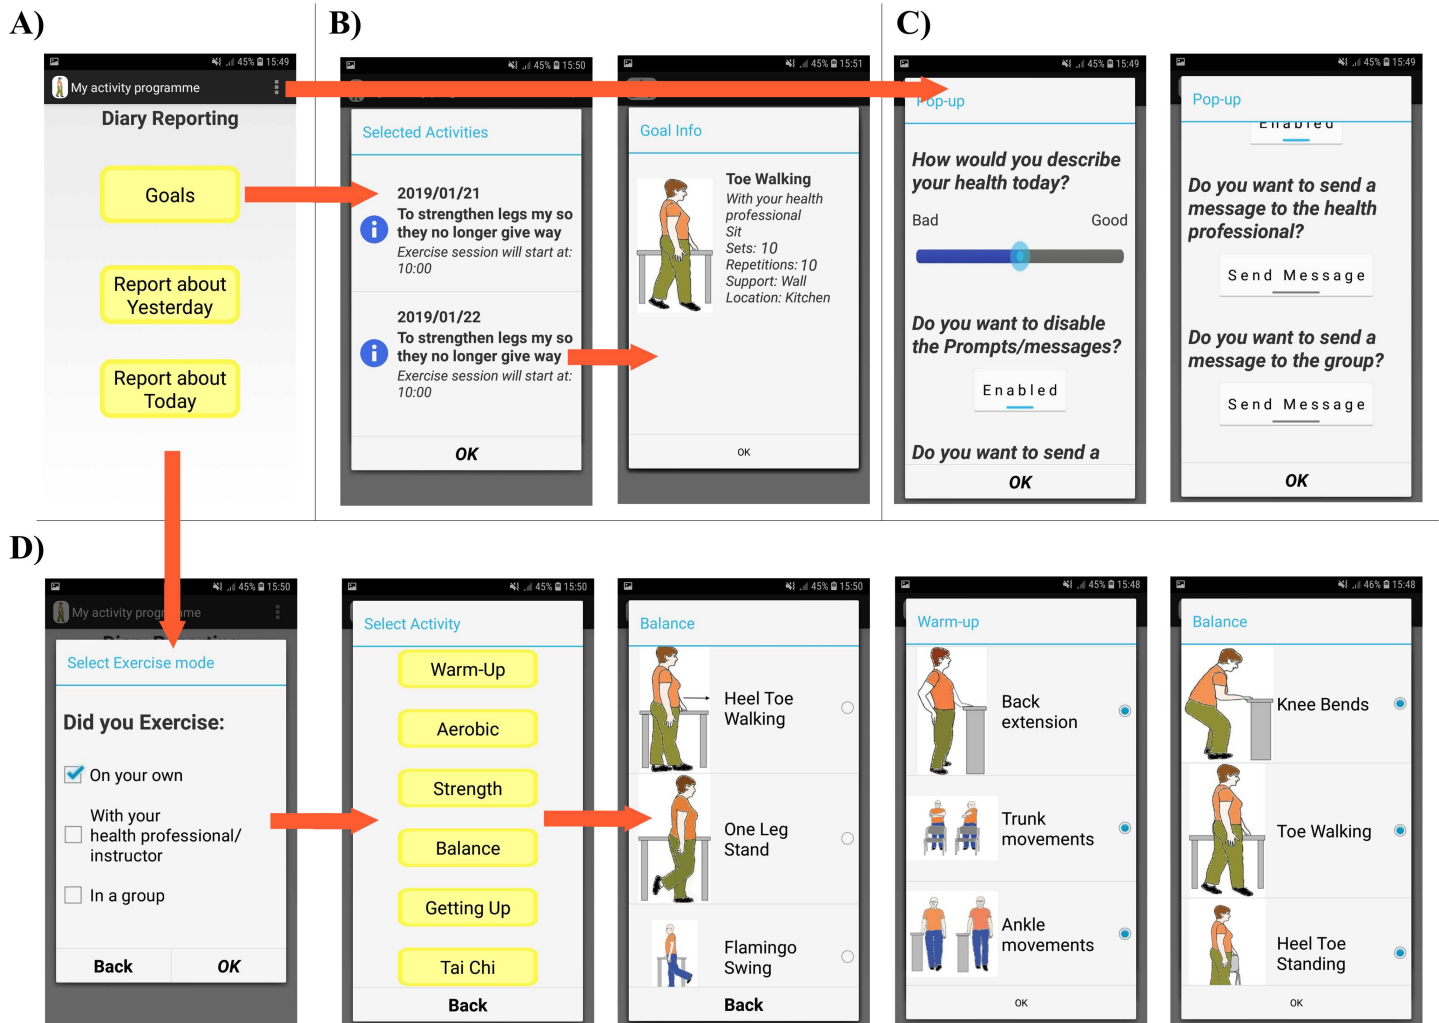 A)
45% 15:49
My activity programme
Diary Reporting
Goals
Report about
Yesterday
Report about
Today
B)
45% 15:50
Selected Activities
2019/01/21
To strengthen legs my so
they no longer give way
Exercise session will start at:
10:00
2019/01/22
To strengthen legs my so
they no longer give way
Exercise session will start at:
10:00
OK
45% 15:51
Goal Info
Toe Walking
With your health
professional
Sit
Sets: 10
Repetitions: 10
Support: Wall
Location: Kitchen
OK
C)
45% 15:49
Pop-up
How would you describe
your health today?
Bad Good
Do you want to disable
the Prompts/messages?
Enabled
Do you want to send a
OK
45% 15:49
Pop-up
Enabled
Do you want to send a
message to the health
professional?
Send Message
Do you want to send a
message to the group?
Send Message
OK
D)
45% 15:50
My activity programme
Diary Reporting
Select Exercise mode
Did you Exercise:
On your own
With your
health professional/
instructor
In a group
Back OK
45% 15:50
Select Activity
Warm-Up
Aerobic
Strength
Balance
Getting Up
Tai Chi
Back
45% 15:50
Balance
Heel Toe
Walking
One Leg
Stand
Flamingo
Swing
Back
46% 15:48
Warm-up
Back
extension
Trunk
movements
Ankle
movements
OK
46% 15:48
Balance
Knee Bends
Toe Walking
Heel Toe
Standing
OK